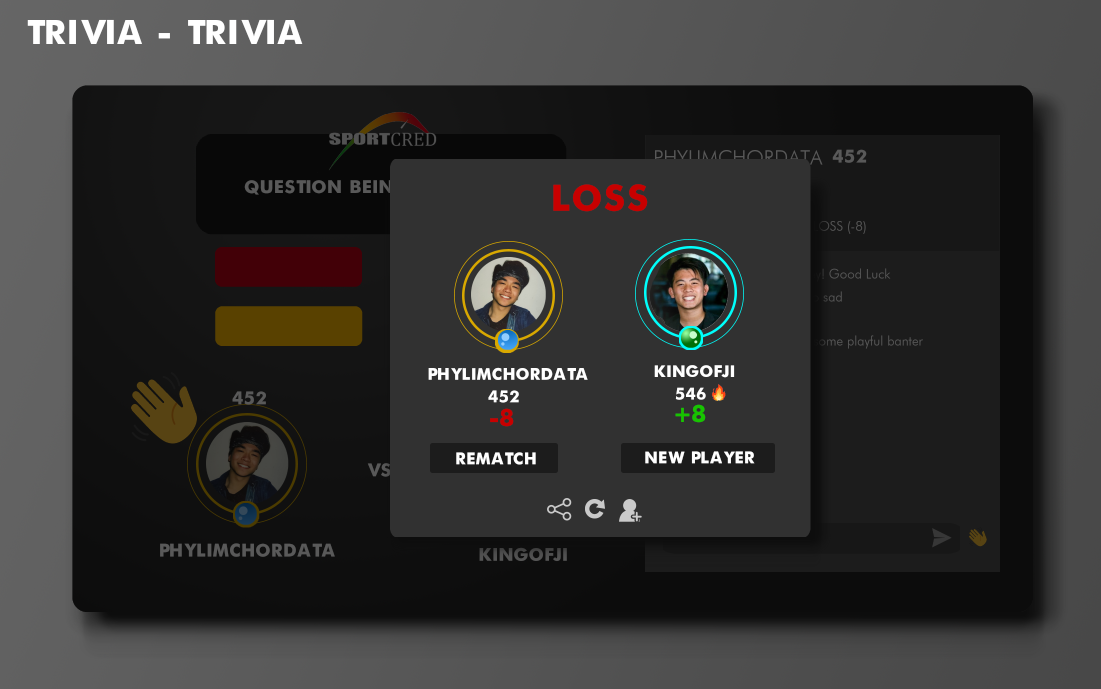 TRIVIA - TRIVIA
SPORTCRED
QUESTION BEIN
PHYLIMCHORDATA 452
OSS (-8)
! Good Luck
sad
ome playful banter
LOSS
PHYLIMCHORDATA
452
-8
KINGOFJI
546
+8
REMATCH
NEW PLAYER
452
VS
PHYLIMCHORDATA
KINGOFJI